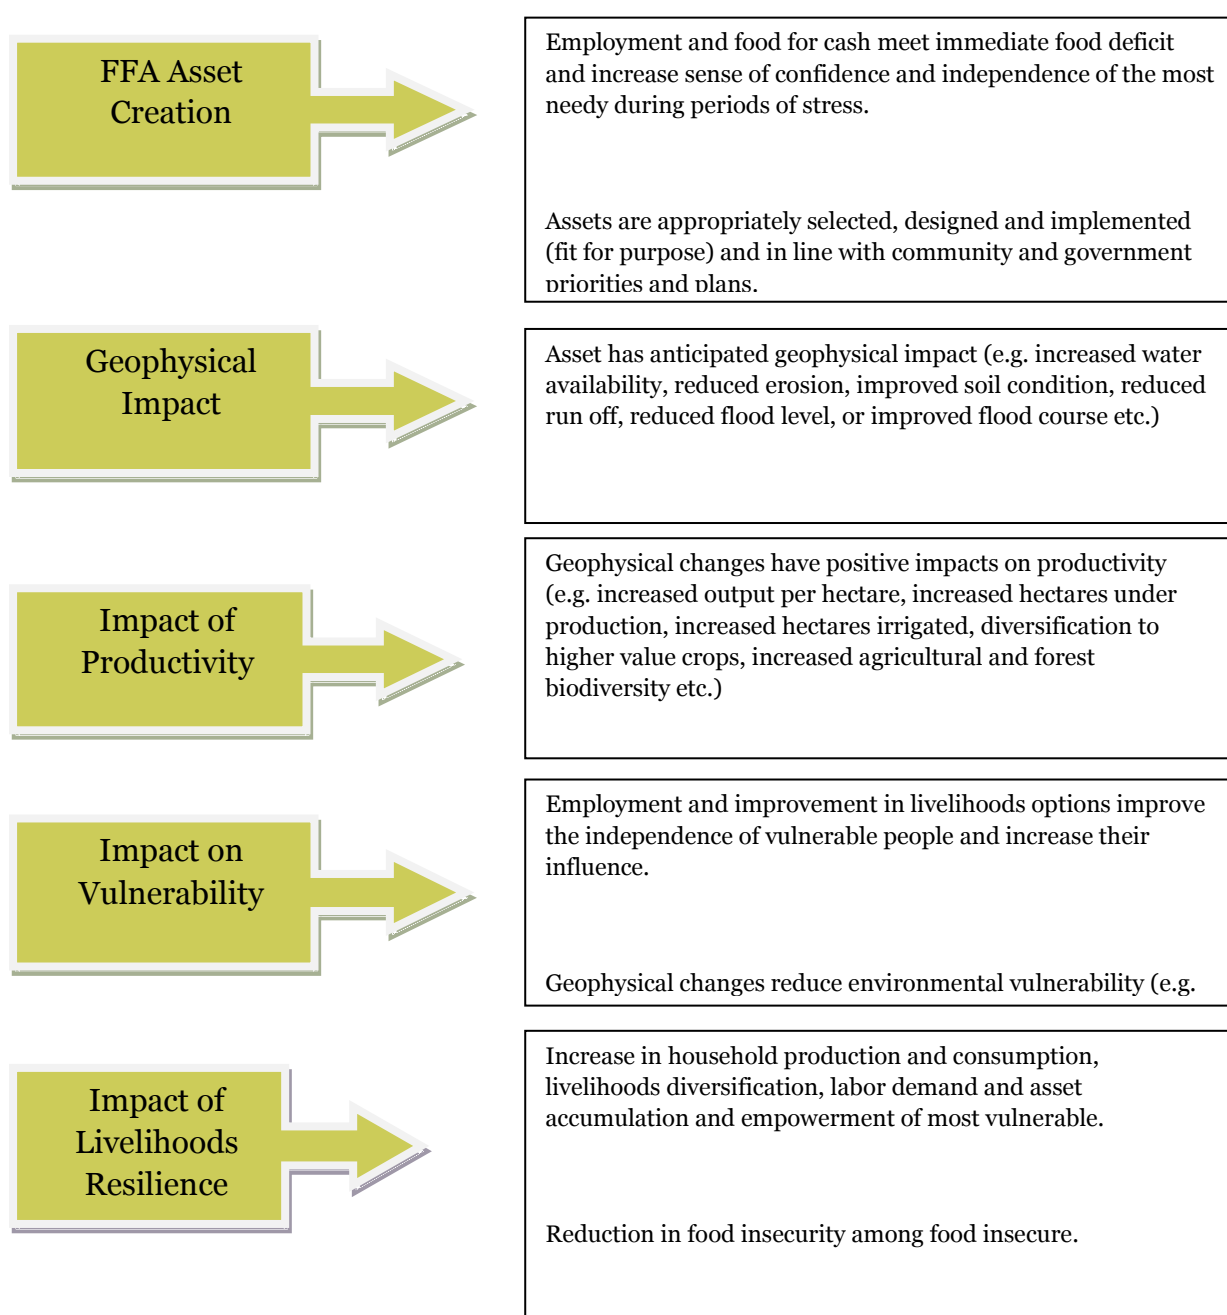 FFA Asset
Creation
Employment and food for cash meet immediate food deficit
and increase sense of confidence and independence of the most
needy during periods of stress.
Assets are appropriately selected, designed and implemented
(fit for purpose) and in line with community and government
priorities and plans.
Geophysical
Impact
Asset has anticipated geophysical impact (e.g. increased water
availability, reduced erosion, improved soil condition, reduced
run off, reduced flood level, or improved flood course etc.)
Impact of
Productivity
Geophysical changes have positive impacts on productivity
(e.g. increased output per hectare, increased hectares under
production, increased hectares irrigated, diversification to
higher value crops, increased agricultural and forest
biodiversity etc.)
Impact on
Vulnerability
Employment and improvement in livelihoods options improve
the independence of vulnerable people and increase their
influence.
Geophysical changes reduce environmental vulnerability (e.g.
Impact of
Livelihoods
Resilience
Increase in household production and consumption,
livelihoods diversification, labor demand and asset
accumulation and empowerment of most vulnerable.
Reduction in food insecurity among food insecure.